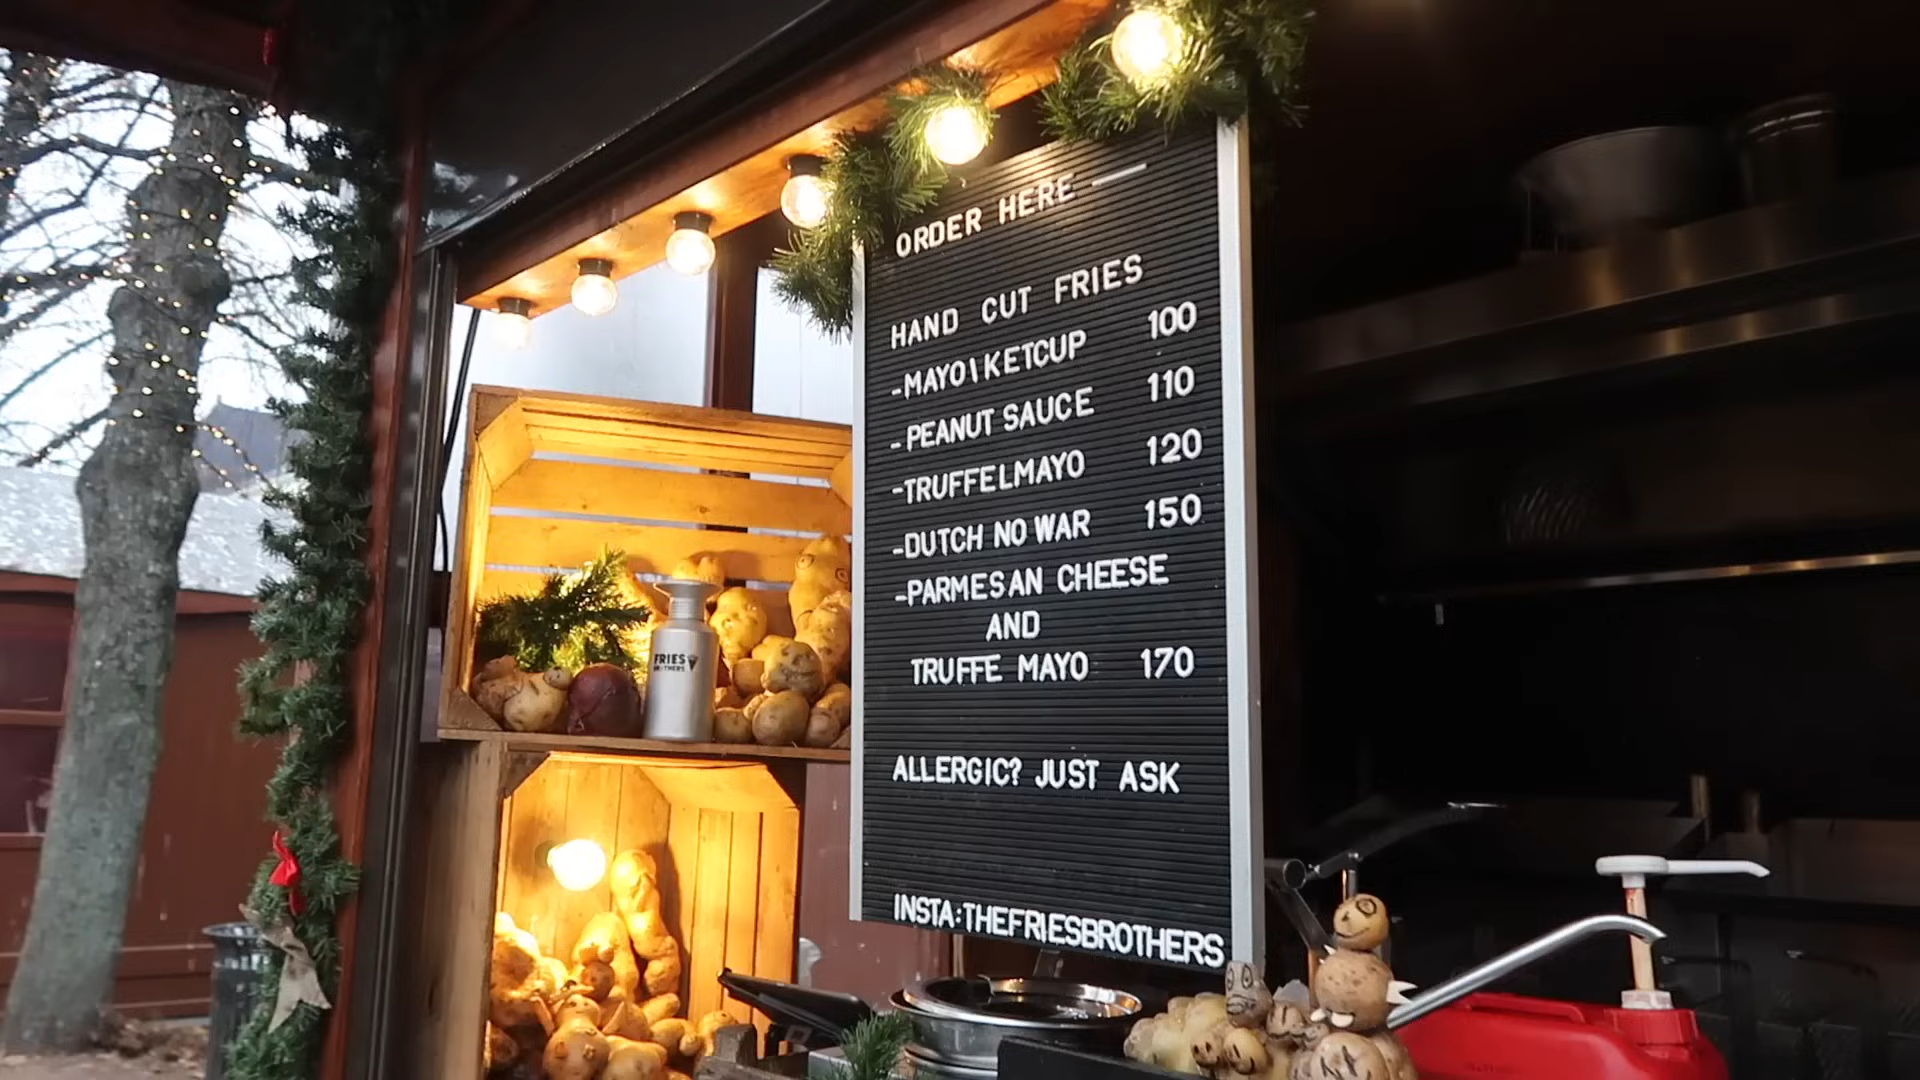 ORDER HERE —
HAND CUT FRIES
-MAYO\KETCUP 100
-PEANUT SAUCE 110
-TRUFFELMAYO 120
-DUTCH NO WAR 150
-PARMESAN CHEESE
AND
TRUFFE MAYO 170
ALLERGIC? JUST ASK
INSTA:THEFRIESBROTHERS
FRIES
BROTHERS